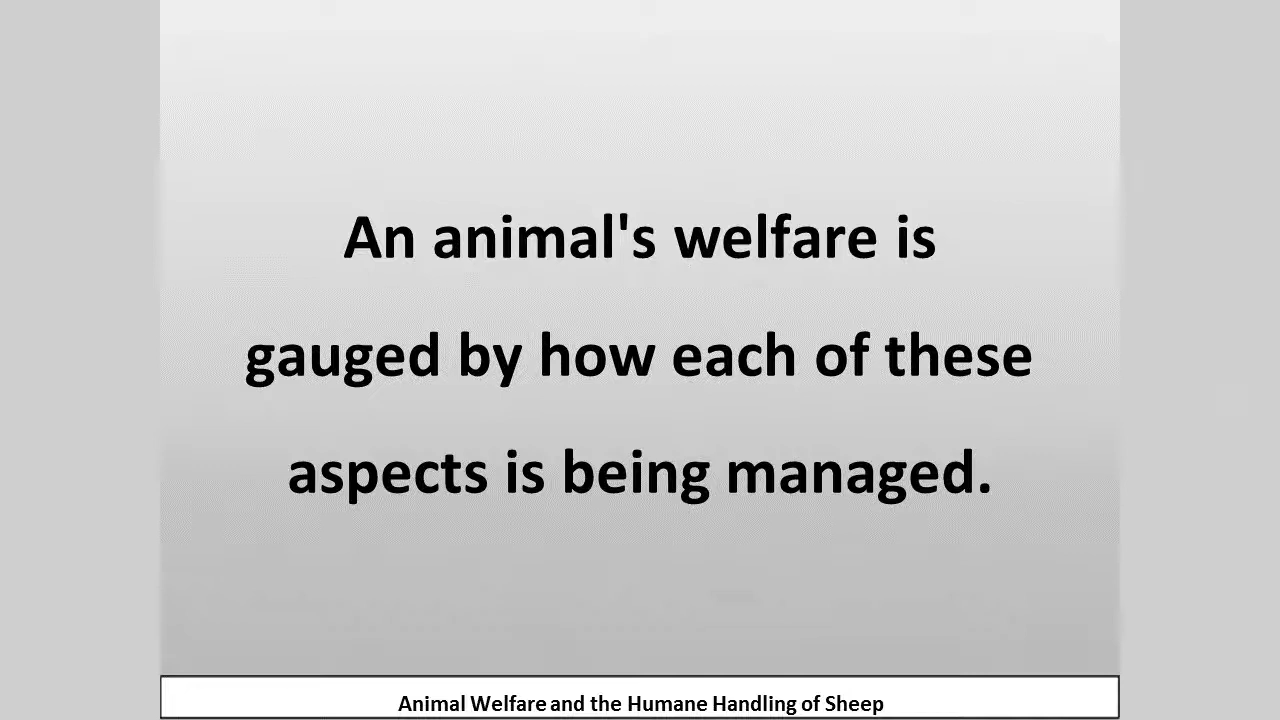 An animal's welfare is
gauged by how each of these
aspects is being managed.
Animal Welfare and the Humane Handling of Sheep